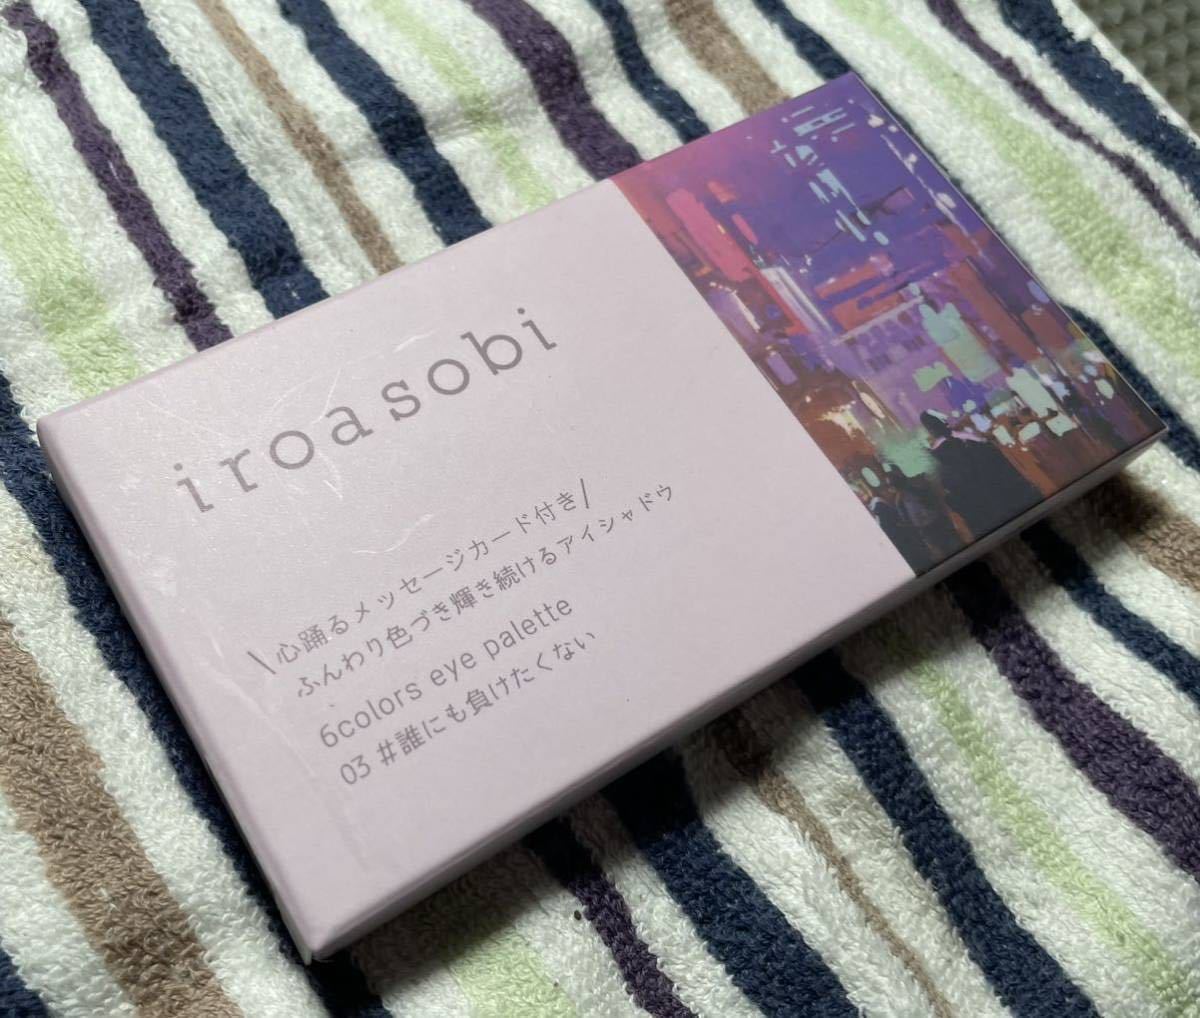 iroasobi
\心踊るメッセージカード付き/
ふんわり色づき輝き続けるアイシャドウ
6colors eye palette
03 #誰にも負けたくない